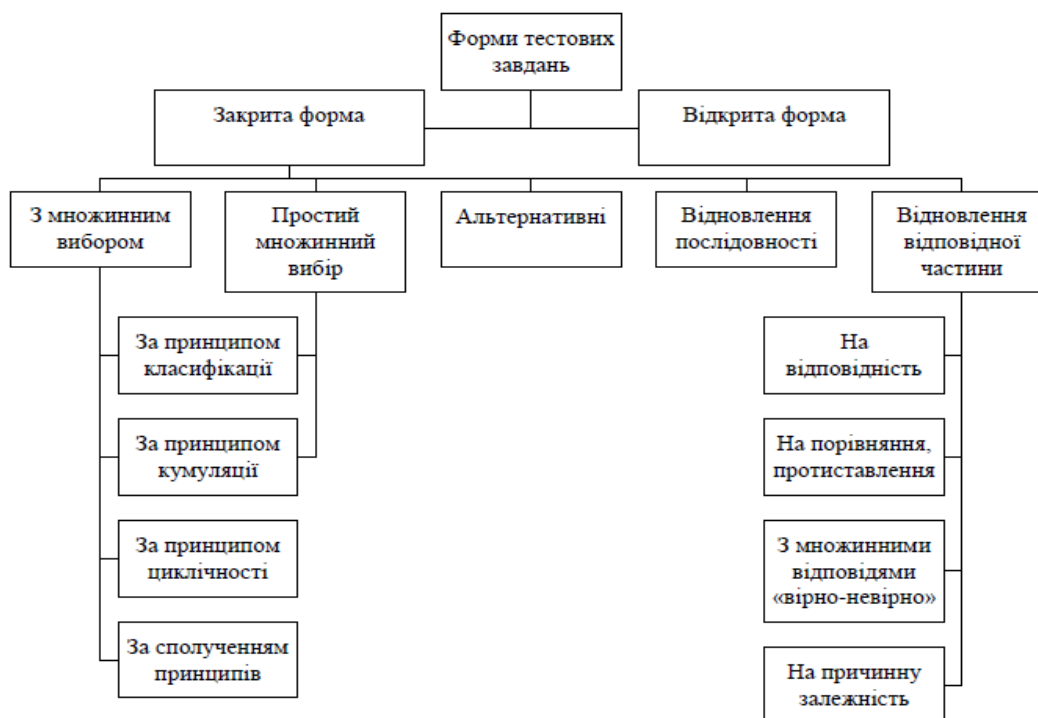 Форми тестових
завдань
Закрита форма
Відкрита форма
З множинним
вибором
Простий
множинний
вибір
Альтернативні
Відновлення
послідовності
Відновлення
відповідної
частини
За принципом
класифікації
За принципом
кумуляції
За принципом
циклічності
За сполученням
принципів
На
відповідність
На порівняння,
протиставлення
З множинними
відповідями
«вірно-невірно»
На причинну
залежність